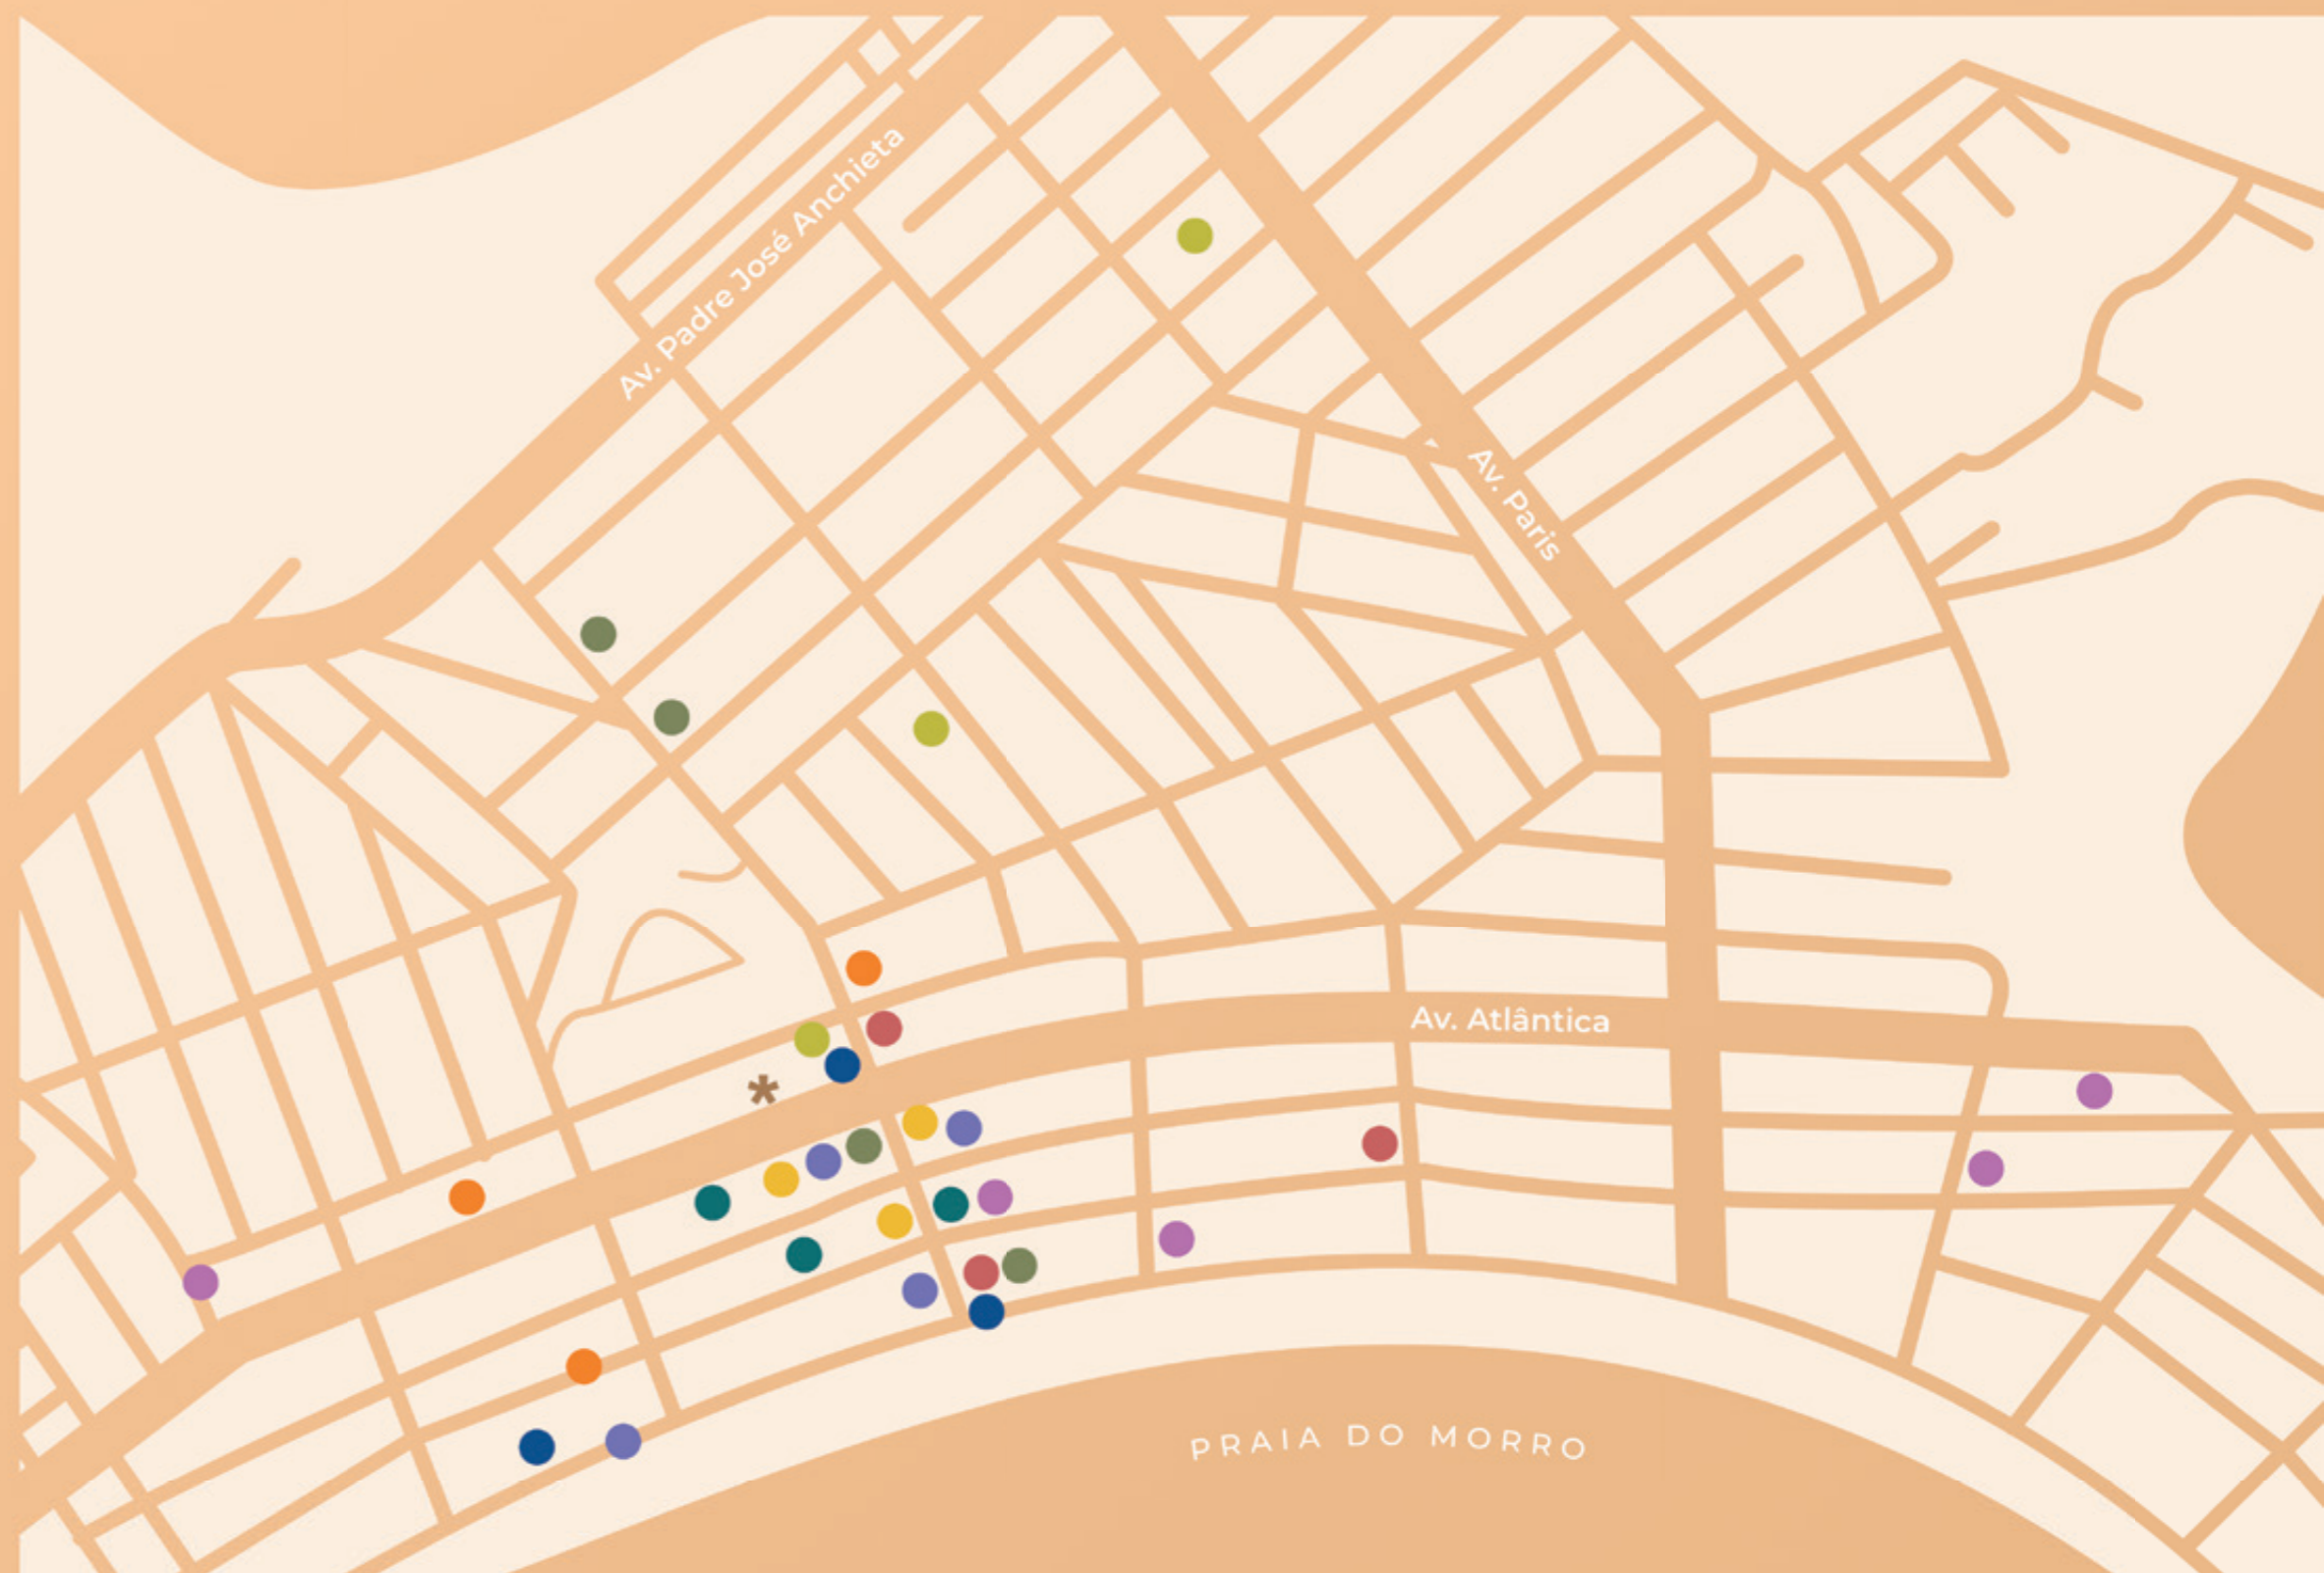 Av. Padre José Anchieta
Av. Paris
Av. Atlântica
*
PRAIA DO MORRO